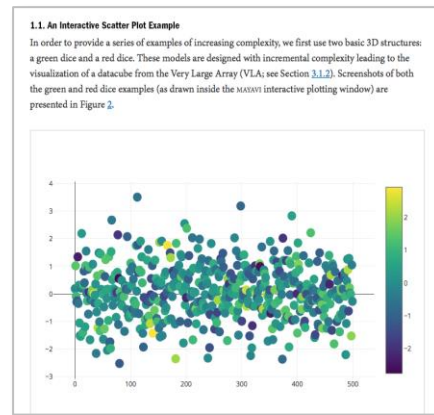 1.1. An Interactive Scatter Plot Example
In order to provide a series of examples of increasing complexity, we first use two basic 3D structures:
a green dice and a red dice. These models are designed with incremental complexity leading to the
visualization of a datacube from the Very Large Array (VLA; see Section 3.1.2). Screenshots of both
the green and red dice examples (as drawn inside the MAYAVI interactive plotting window) are
presented in Figure 2.
4
3
2
1
0
−1
−2
−3
0 100 200 300 400 500
2
1
0
−1
−2